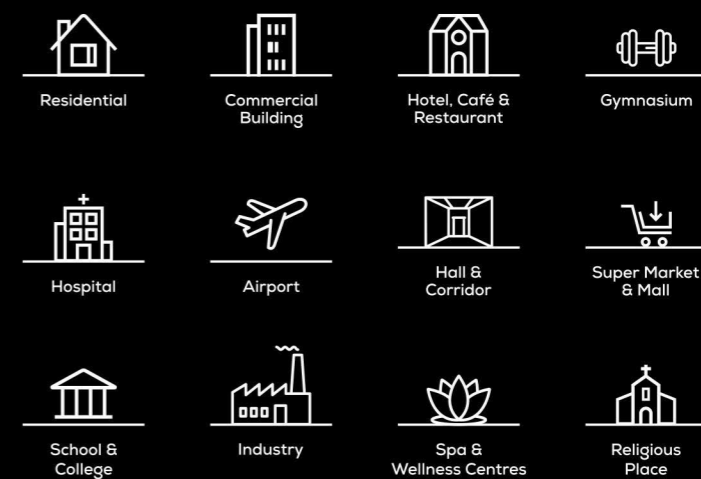 Residential
Commercial
Building
Hotel, Café &
Restaurant
Gymnasium
Hospital
Airport
Hall &
Corridor
Super Market
& Mall
School &
College
Industry
Spa &
Wellness Centres
Religious
Place